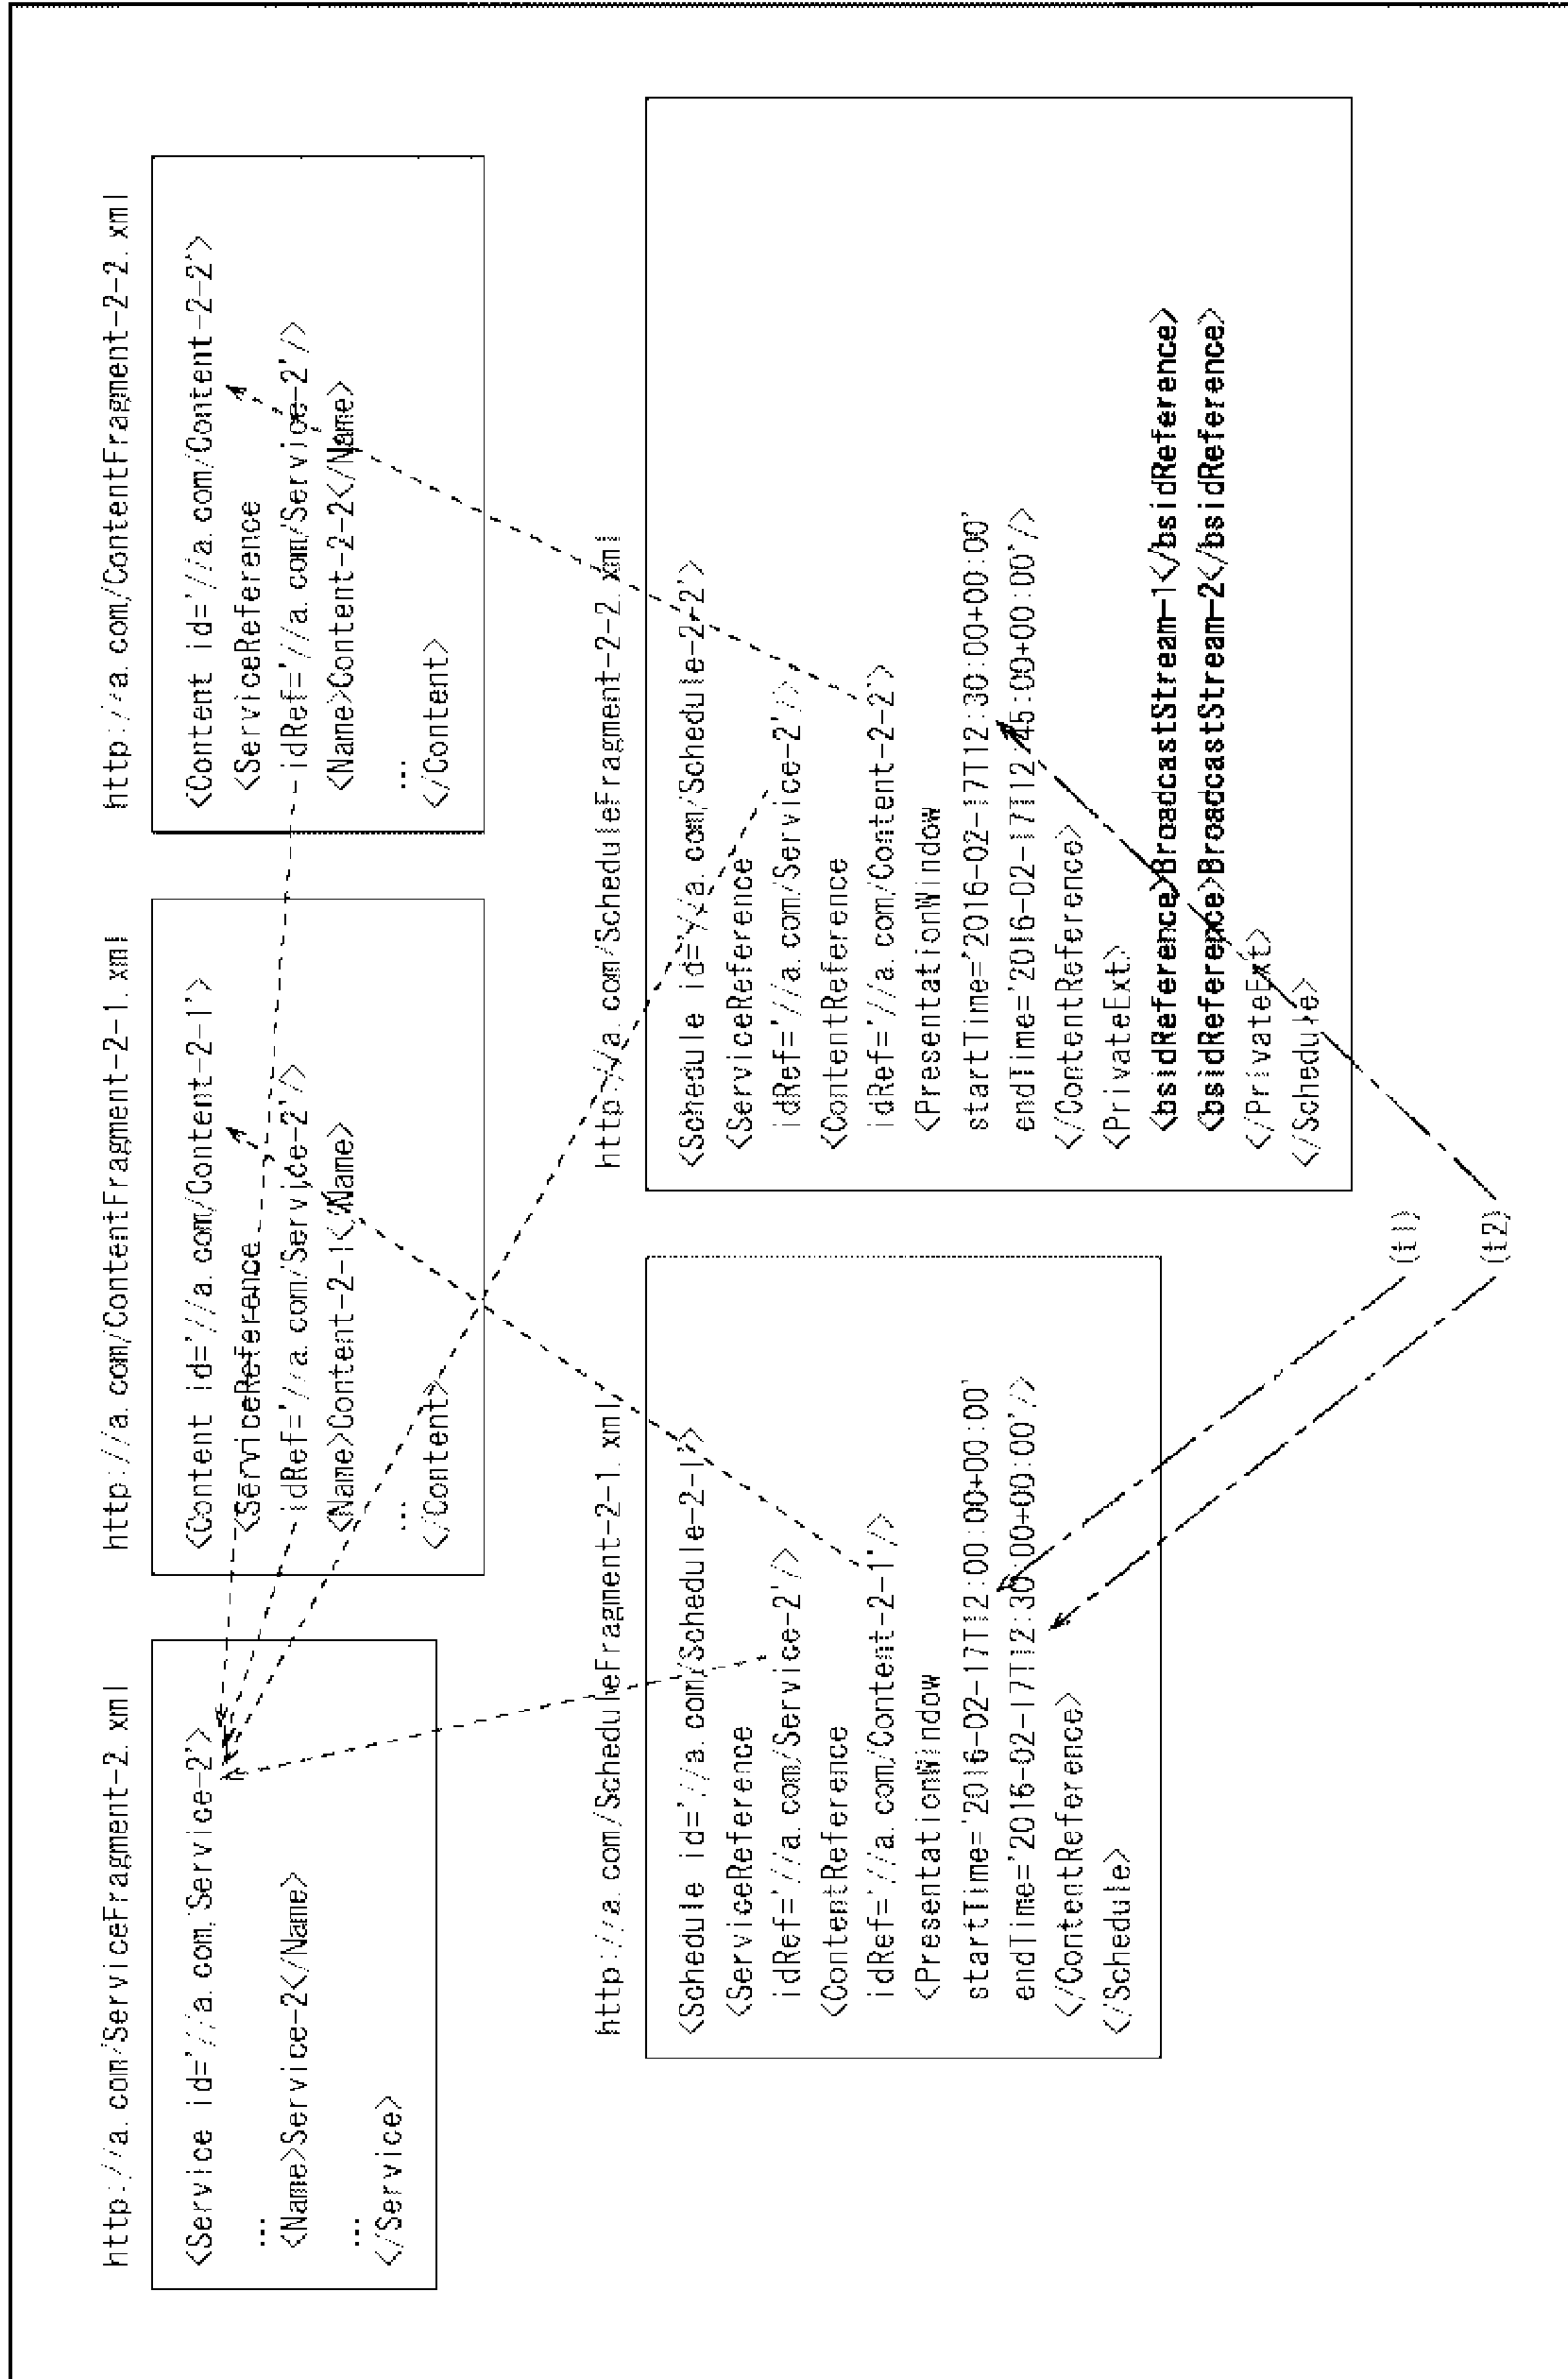 http://a.com/ServiceFragment-2.xml
<Service id='//a.com/Service-2'>
...
<Name>Service-2</Name>
...
</Service>
http://a.com/ContentFragment-2-1.xml
<Content id='//a.com/Content-2-1'>
<ServiceReference
idRef='//a.com/Service-2'/>
<Name>Content-2-1</Name>
...
</Content>
http://a.com/ContentFragment-2-2.xml
<Content id='//a.com/Content-2-2'>
<ServiceReference
idRef='//a.com/Service-2'/>
<Name>Content-2-2</Name>
...
</Content>
http://a.com/ScheduleFragment-2-1.xml
<Schedule id='//a.com/Schedule-2-1'>
<ServiceReference
idRef='//a.com/Service-2'/>
<ContentReference
idRef='//a.com/Content-2-1'/>
<PresentationWindow
startTime='2016-02-17T12:00:00+00:00'
endTime='2016-02-17T12:30:00+00:00'/>
</ContentReference>
</Schedule>
http://a.com/ScheduleFragment-2-2.xml
<Schedule id='//a.com/Schedule-2-2'>
<ServiceReference
idRef='//a.com/Service-2'/>
<ContentReference
idRef='//a.com/Content-2-2'>
<PresentationWindow
startTime='2016-02-17T12:30:00+00:00'
endTime='2016-02-17T12:45:00+00:00'/>
</ContentReference>
<PrivateExt>
<bsidReference>BroadcastStream-1</bsidReference>
<bsidReference>BroadcastStream-2</bsidReference>
</PrivateExt>
</Schedule>
(t1)
(t2)